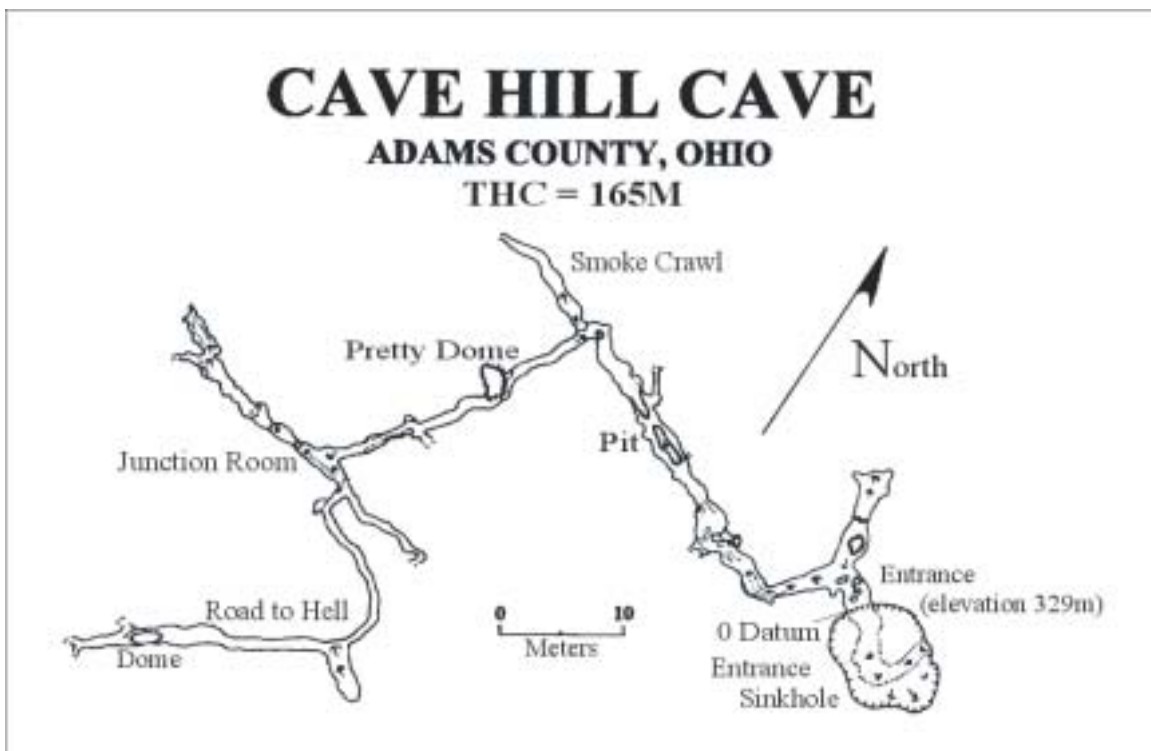 CAVE HILL CAVE
ADAMS COUNTY, OHIO
THC = 165M
Smoke Crawl
Pretty Dome
North
Pit
Junction Room
Entrance
(elevation 329m)
Road to Hell
0 10
Meters
0 Datum
Dome
Entrance
Sinkhole